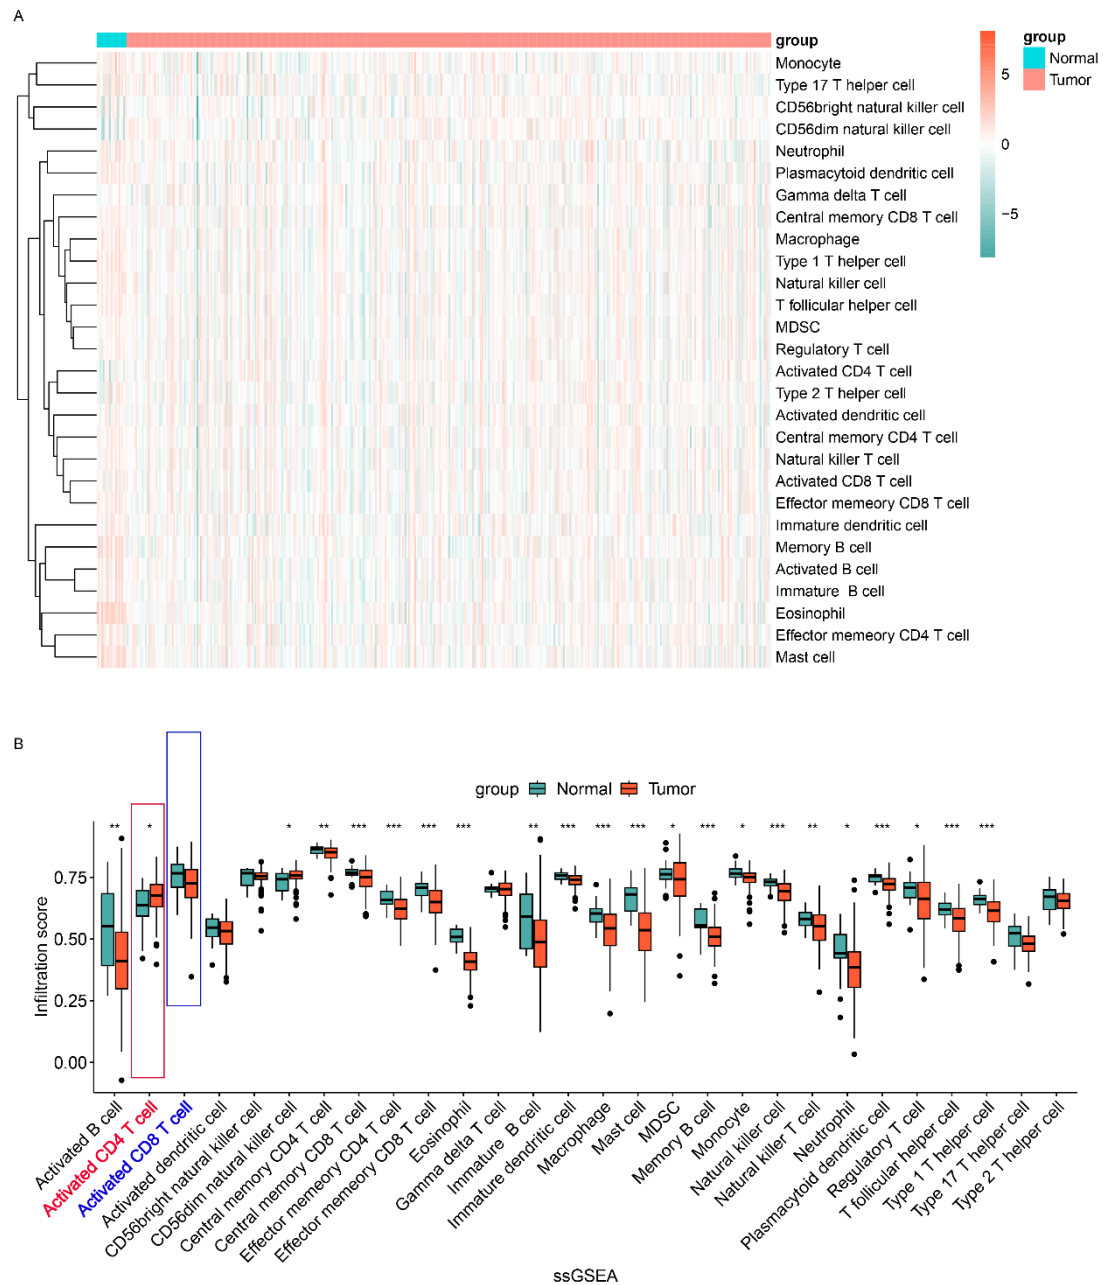 A
group
Monocyte
Type 17 T helper cell
CD56bright natural killer cell
CD56dim natural killer cell
Neutrophil
Plasmacytoid dendritic cell
Gamma delta T cell
Central memory CD8 T cell
Macrophage
Type 1 T helper cell
Natural killer cell
T follicular helper cell
MDSC
Regulatory T cell
Activated CD4 T cell
Type 2 T helper cell
Activated dendritic cell
Central memory CD4 T cell
Natural killer T cell
Activated CD8 T cell
Effector memeory CD8 T cell
Immature dendritic cell
Memory B cell
Activated B cell
Immature  B cell
Eosinophil
Effector memeory CD4 T cell
Mast cell
5
0
−5
group
Normal
Tumor
B
group Normal Tumor
** * * ** *** *** *** *** ** *** *** *** * *** * *** ** * *** * *** ***
Infiltration score
0.75
0.50
0.25
0.00
Activated B cell
Activated CD4 T cell
Activated CD8 T cell
Activated dendritic cell
CD56bright natural killer cell
CD56dim natural killer cell
Central memory CD4 T cell
Central memory CD8 T cell
Effector memeory CD4 T cell
Effector memeory CD8 T cell
Eosinophil
Gamma delta T cell
Immature  B cell
Immature dendritic cell
Macrophage
Mast cell
MDSC
Memory B cell
Monocyte
Natural killer cell
Natural killer T cell
Neutrophil
Plasmacytoid dendritic cell
Regulatory T cell
T follicular helper cell
Type 1 T helper cell
Type 17 T helper cell
Type 2 T helper cell
ssGSEA